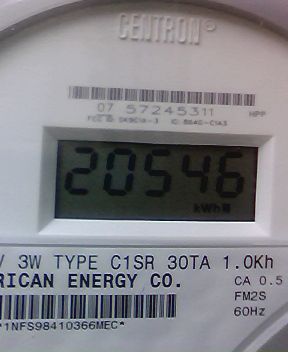 CENTRON®
07 57245311 HPP
20546
kWh
V 3W TYPE C1SR 30TA 1.0Kh
RICAN ENERGY CO. CA 0.5
FM2S
*1NFS98410366MEC* 60Hz